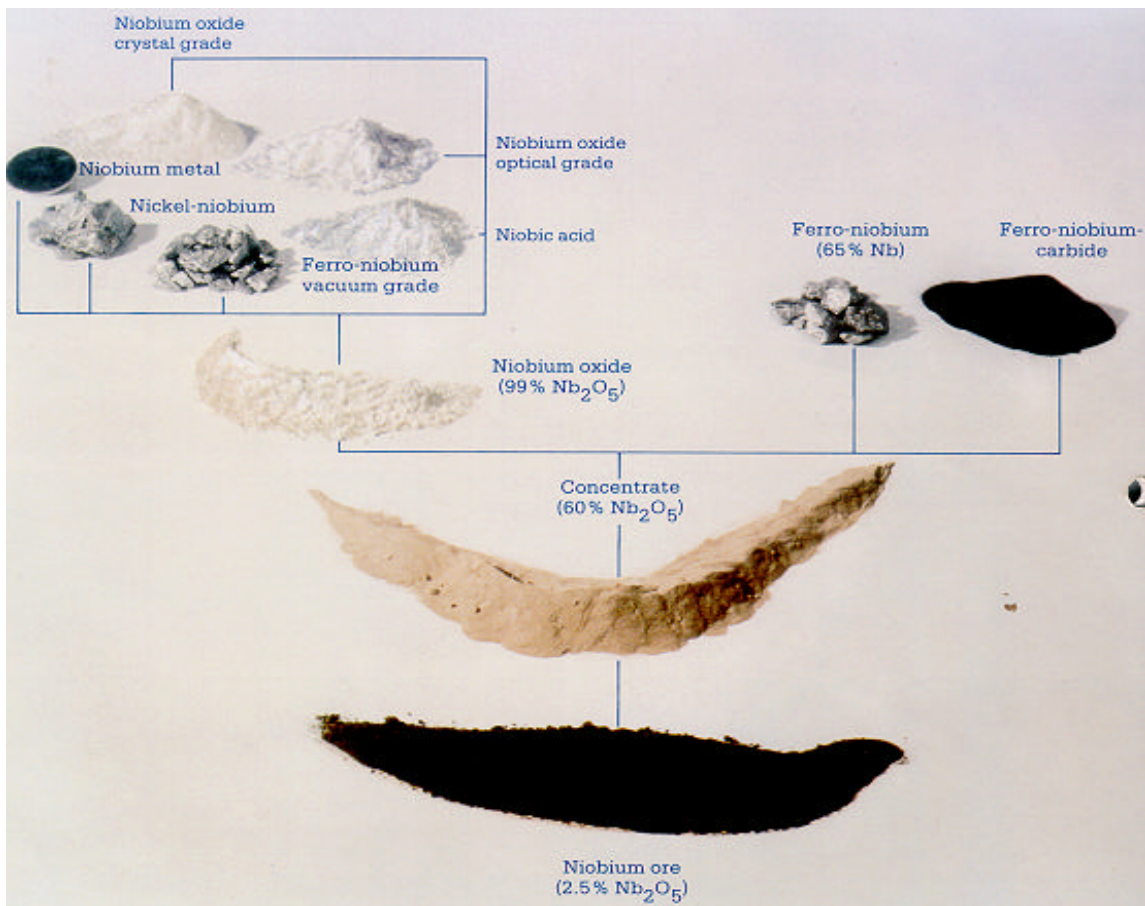 Niobium oxide
crystal grade
Niobium metal
Niobium oxide
optical grade
Nickel-niobium
Niobic acid
Ferro-niobium
vacuum grade
Ferro-niobium
(65% Nb)
Ferro-niobium-
carbide
Niobium oxide
(99% Nb₂O₅)
Concentrate
(60% Nb₂O₅)
Niobium ore
(2.5% Nb₂O₅)